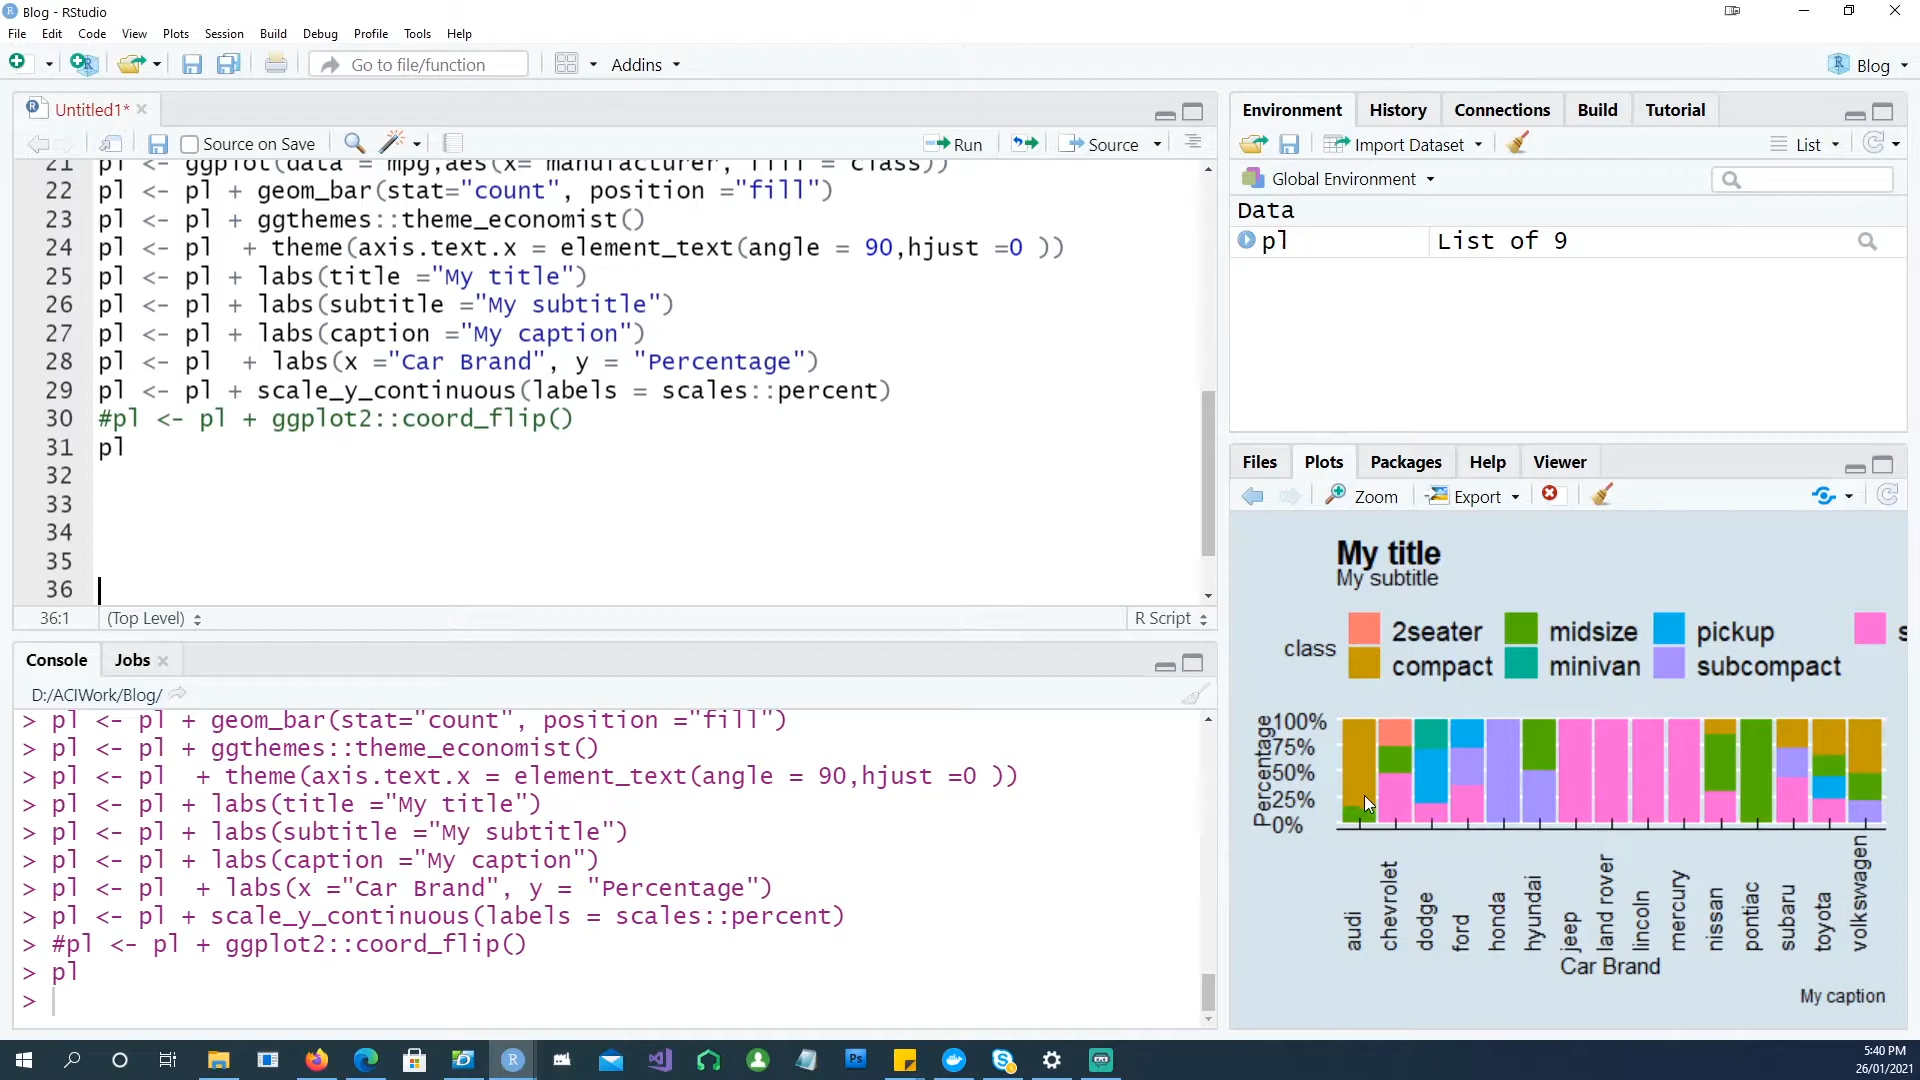 Blog - RStudio
File Edit Code View Plots Session Build Debug Profile Tools Help
Go to file/function Addins Blog
Untitled1*
Source on Save Run Source
21 pl <- ggplot(data = mpg,aes(x= manufacturer, fill = class))
22 pl <- pl + geom_bar(stat="count", position ="fill")
23 pl <- pl + ggthemes::theme_economist()
24 pl <- pl  + theme(axis.text.x = element_text(angle = 90,hjust =0 ))
25 pl <- pl + labs(title ="My title")
26 pl <- pl + labs(subtitle ="My subtitle")
27 pl <- pl + labs(caption ="My caption")
28 pl <- pl  + labs(x ="Car Brand", y = "Percentage")
29 pl <- pl + scale_y_continuous(labels = scales::percent)
30 #pl <- pl + ggplot2::coord_flip()
31 pl
32
33
34
35
36
36:1 (Top Level) R Script
Console Jobs
D:/ACIWork/Blog/
> pl <- pl + geom_bar(stat="count", position ="fill")
> pl <- pl + ggthemes::theme_economist()
> pl <- pl  + theme(axis.text.x = element_text(angle = 90,hjust =0 ))
> pl <- pl + labs(title ="My title")
> pl <- pl + labs(subtitle ="My subtitle")
> pl <- pl + labs(caption ="My caption")
> pl <- pl  + labs(x ="Car Brand", y = "Percentage")
> pl <- pl + scale_y_continuous(labels = scales::percent)
> #pl <- pl + ggplot2::coord_flip()
> pl
>
Environment History Connections Build Tutorial
Import Dataset List
Global Environment
Data
pl List of 9
Files Plots Packages Help Viewer
Zoom Export
My title
My subtitle
class
2seater midsize pickup s
compact minivan subcompact
Percentage
100%
75%
50%
25%
0%
audi
chevrolet
dodge
ford
honda
hyundai
jeep
land rover
lincoln
mercury
nissan
pontiac
subaru
toyota
volkswagen
Car Brand
My caption
Ps
5:40 PM
26/01/2021